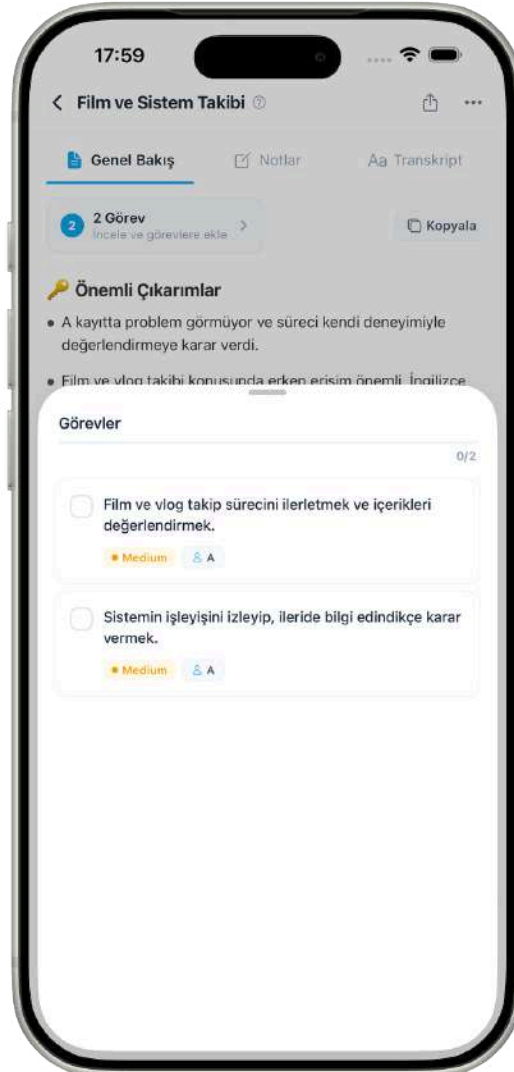 17:59
Film ve Sistem Takibi
Genel Bakış
Notlar
Aa Transkript
2
2 Görev
İncele ve görevlere ekle
Kopyala
🔑 Önemli Çıkarımlar
• A kayıtta problem görmüyor ve süreci kendi deneyimiyle
değerlendirmeye karar verdi.
• Film ve vlog takibi konusunda erken erişim önemli. İngilizce
Görevler
0/2
Film ve vlog takip sürecini ilerletmek ve içerikleri
değerlendirmek.
Medium
A
Sistemin işleyişini izleyip, ileride bilgi edindikçe karar
vermek.
Medium
A